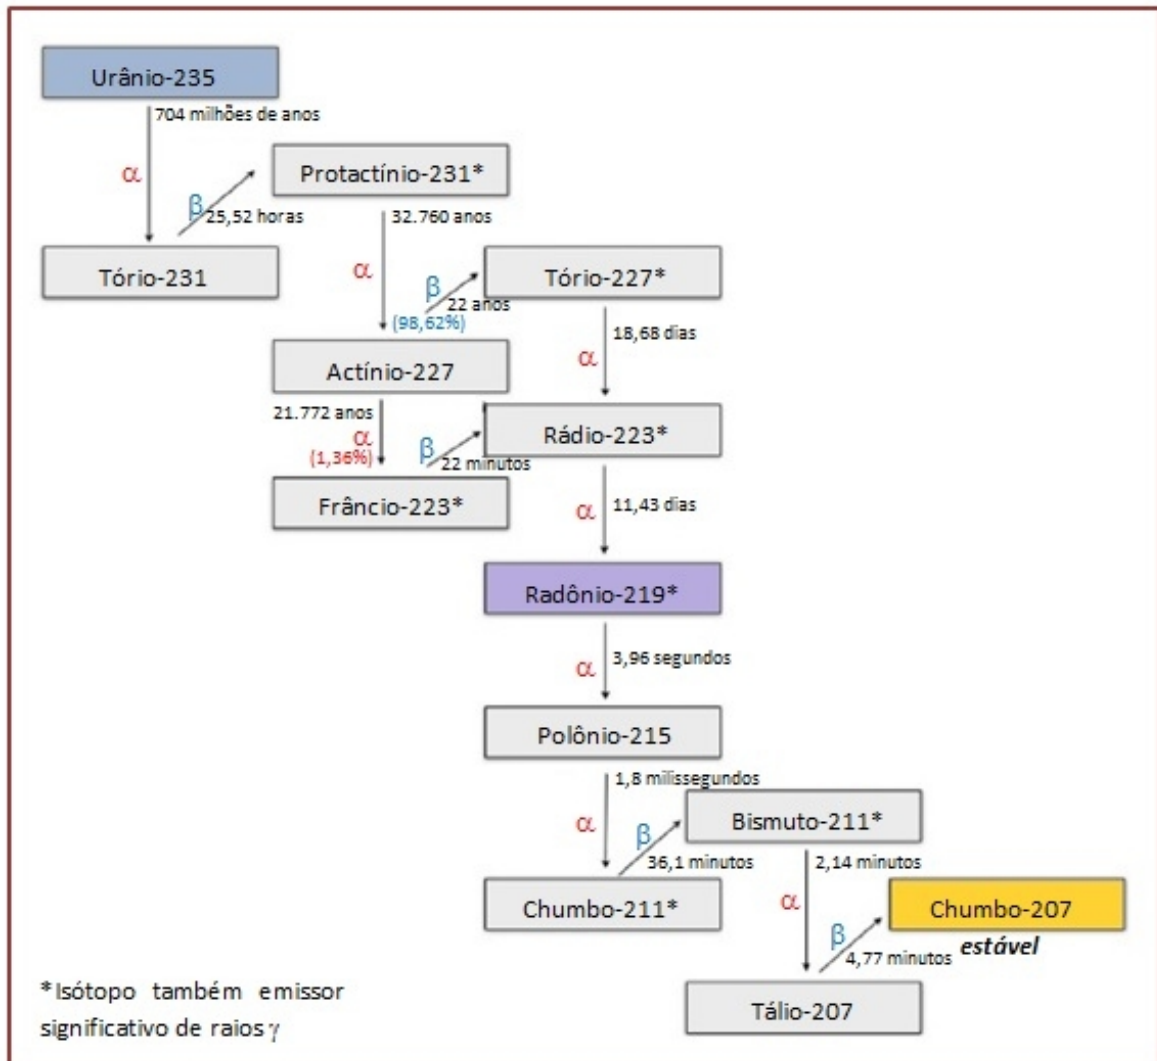 Urânio-235
704 milhões de anos
α
Protactínio-231*
β
25,52 horas
32.760 anos
Tório-231
α
β
Tório-227*
22 anos
(98,62%)
18,68 dias
α
Actínio-227
21.772 anos
α
(1,36%)
β
22 minutos
Rádio-223*
Frâncio-223*
α
11,43 dias
Radônio-219*
α
3,96 segundos
Polônio-215
1,8 milissegundos
α
Bismuto-211*
β
36,1 minutos
2,14 minutos
Chumbo-211*
α
Chumbo-207
estável
β
4,77 minutos
Tálio-207
*Isótopo também emissor
significativo de raios γ